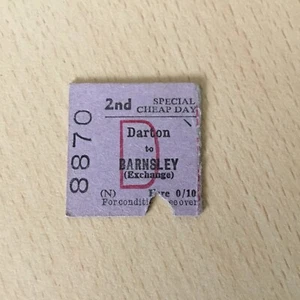 2nd SPECIAL
CHEAP DAY
Darton
to
BARNSLEY
(Exchange)
(N) Fare 0/10
For conditions see over
D
8870